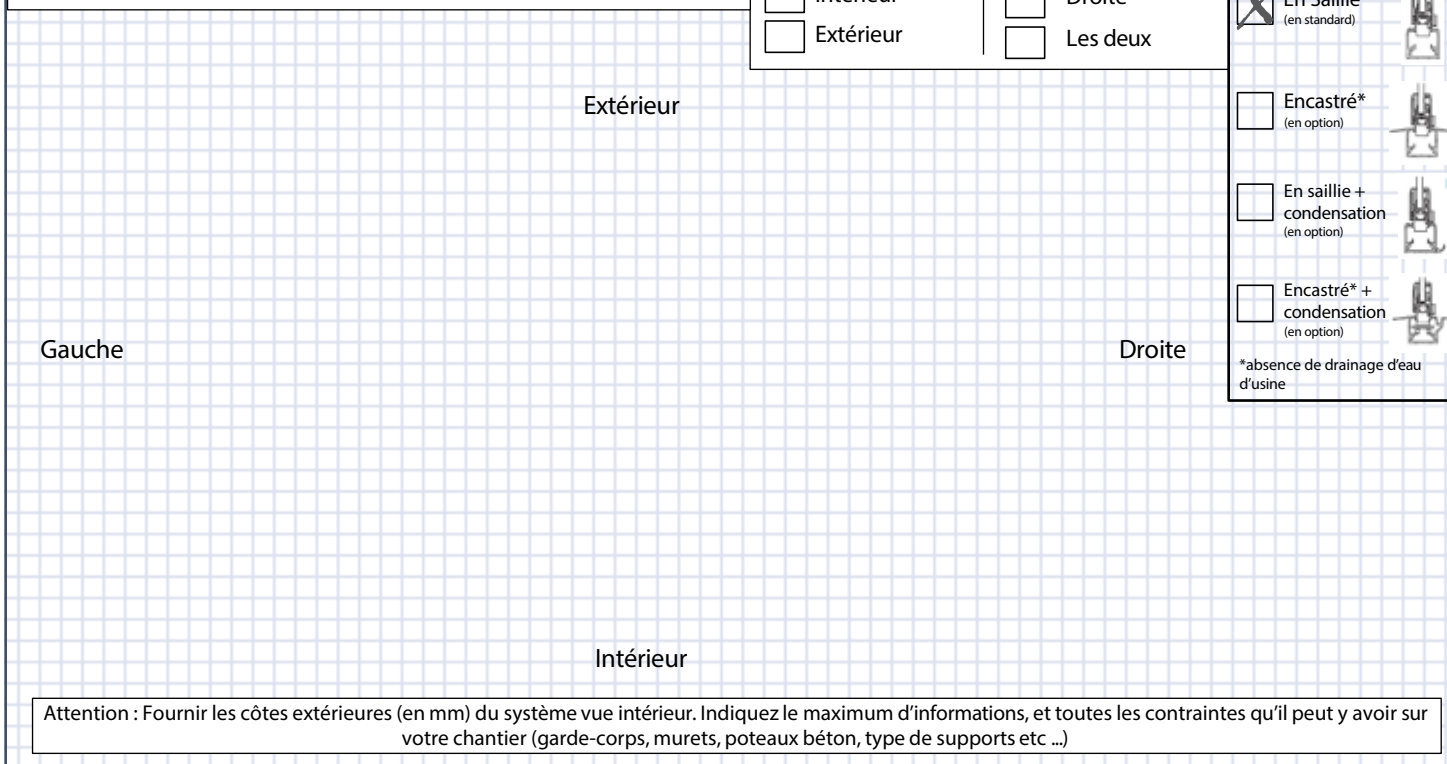 Intérieur
Extérieur
Droite
Les deux
En Saillie
(en standard)
Extérieur
Encastré*
(en option)
En saillie +
condensation
(en option)
Encastré* +
condensation
(en option)
*absence de drainage d'eau
d'usine
Gauche
Droite
Intérieur
Attention : Fournir les côtes extérieures (en mm) du système vue intérieur. Indiquez le maximum d'informations, et toutes les contraintes qu'il peut y avoir sur
votre chantier (garde-corps, murets, poteaux béton, type de supports etc ...)